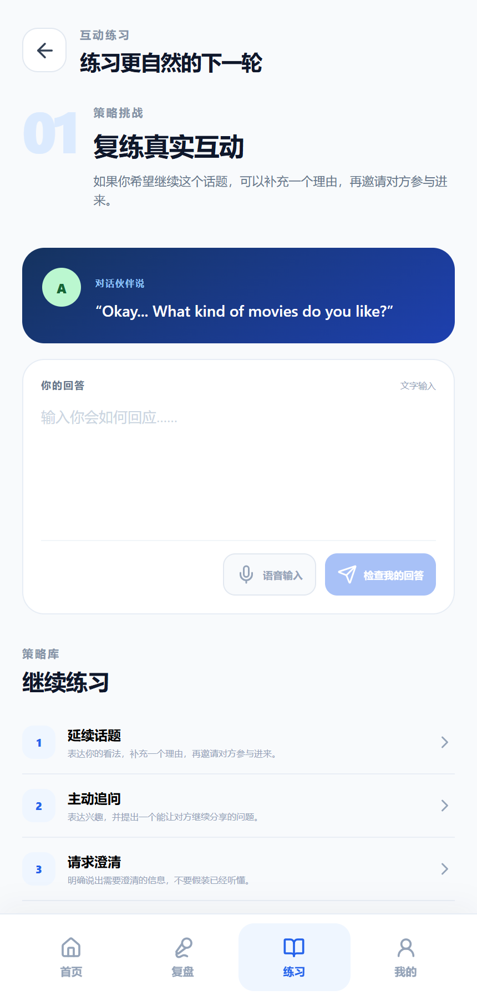 互动练习
练习更自然的下一轮
01
策略挑战
复练真实互动
如果你希望继续这个话题，可以补充一个理由，再邀请对方参与进
来。
A
对话伙伴说
“Okay... What kind of movies do you like?”
你的回答
文字输入
输入你会如何回应......
语音输入
检查我的回答
策略库
继续练习
1
延续话题
表达你的看法，补充一个理由，再邀请对方参与进来。
2
主动追问
表达兴趣，并提出一个能让对方继续分享的问题。
3
请求澄清
明确说出需要澄清的信息，不要假装已经听懂。
首页
复盘
练习
我的